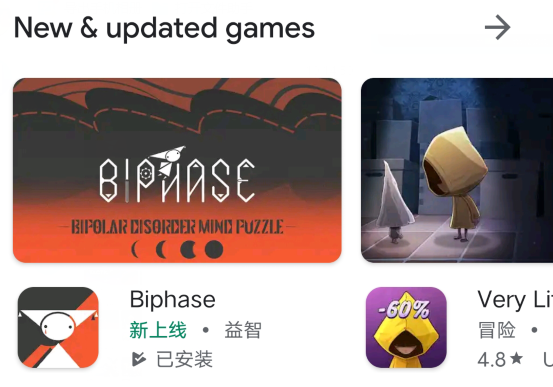 New & updated games
BIPHASE
BIPOLAR DISORDER MIND PUZZLE
Biphase
新上线 • 益智
已安装
-60%
Very Li
冒险 •
4.8★